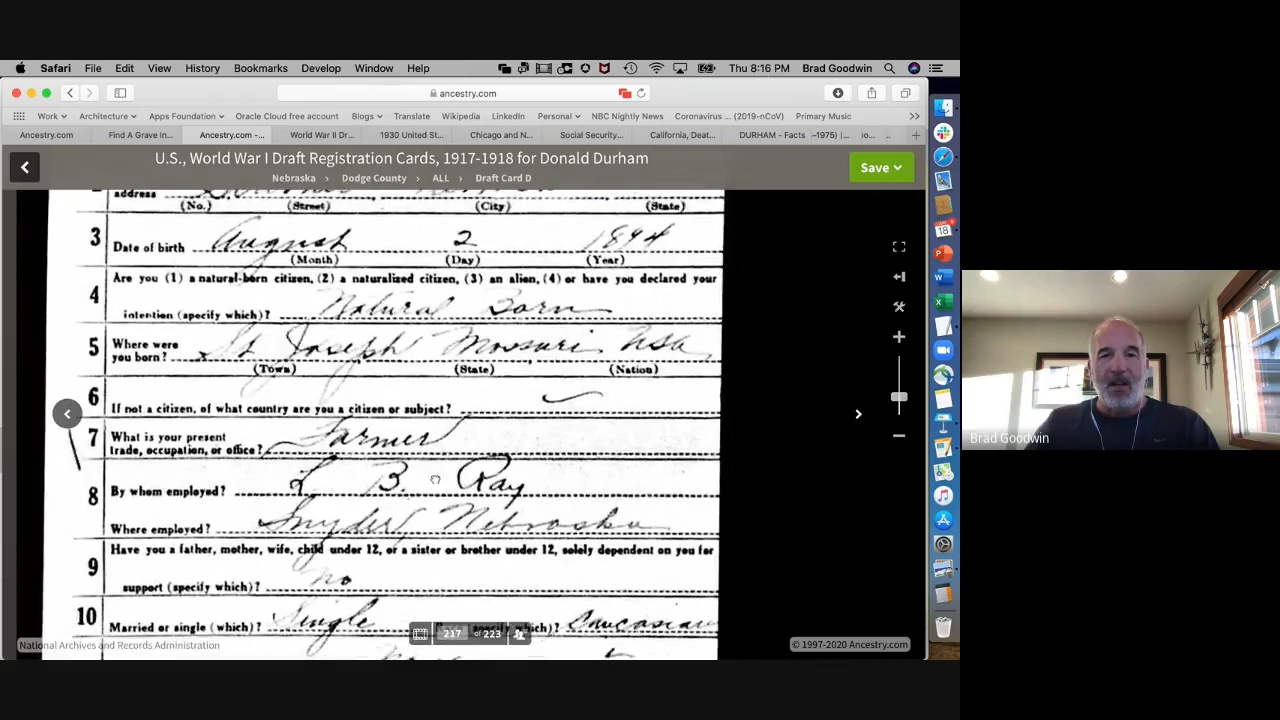 Safari File Edit View History Bookmarks Develop Window Help Thu 8:16 PM Brad Goodwin
ancestry.com
Work Architecture Apps Foundation Oracle Cloud free account Blogs Translate Wikipedia LinkedIn Personal NBC Nightly News Coronavirus ... (2019-nCoV) Primary Music
Ancestry.com Find A Grave In... Ancestry.com -... World War II Dr... 1930 United St... Chicago and N... Social Security... California, Deat... DURHAM - Facts –1975) |...
U.S., World War I Draft Registration Cards, 1917-1918 for Donald Durham
Save
Nebraska › Dodge County › ALL › Draft Card D
address
(No.) (Street) (City) (State)
3 Date of birth August 2 1894
(Month) (Day) (Year)
4 Are you (1) a natural-born citizen, (2) a naturalized citizen, (3) an alien, (4) or have you declared your
intention (specify which)? Natural Born
5 Where were you born? St Joseph Missouri USA
(Town) (State) (Nation)
6 If not a citizen, of what country are you a citizen or subject?
7 What is your present trade, occupation, or office? Farmer
8 By whom employed? L B. Ray
Where employed? Snyder Nebraska
9 Have you a father, mother, wife, child under 12, or a sister or brother under 12, solely dependent on you for
support (specify which)? no
10 Married or single (which)? Single specify which)? Caucasian
217 of 223
National Archives and Records Administration
© 1997-2020 Ancestry.com
18
Brad Goodwin